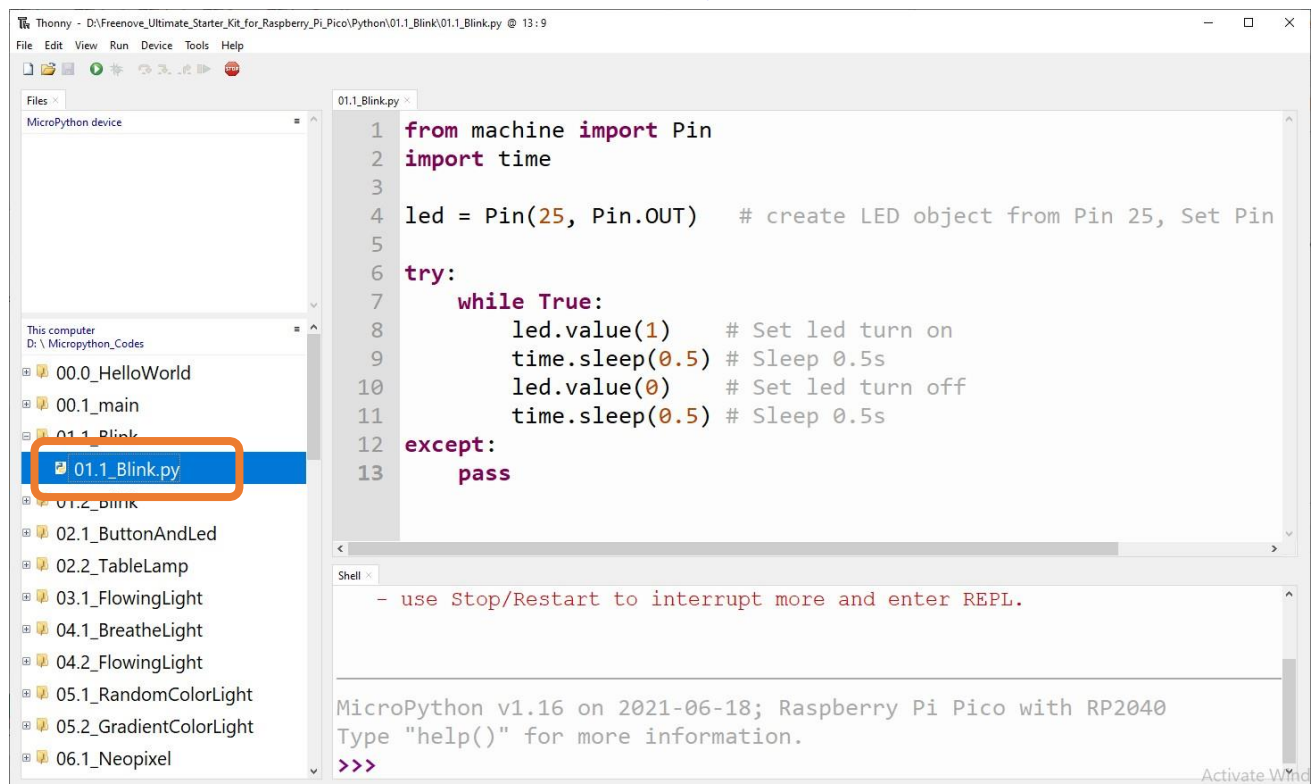 Thonny - D:\Freenove_Ultimate_Starter_Kit_for_Raspberry_Pi_Pico\Python\01.1_Blink\01.1_Blink.py @ 13:9
File Edit View Run Device Tools Help
STOP
Files ×
MicroPython device
This computer
D: \ Micropython_Codes
00.0_HelloWorld
00.1_main
01.1_Blink
01.1_Blink.py
01.2_Blink
02.1_ButtonAndLed
02.2_TableLamp
03.1_FlowingLight
04.1_BreatheLight
04.2_FlowingLight
05.1_RandomColorLight
05.2_GradientColorLight
06.1_Neopixel
01.1_Blink.py ×
1 from machine import Pin
2 import time
3
4 led = Pin(25, Pin.OUT)   # create LED object from Pin 25, Set Pin
5
6 try:
7     while True:
8         led.value(1)    # Set led turn on
9         time.sleep(0.5) # Sleep 0.5s
10         led.value(0)    # Set led turn off
11         time.sleep(0.5) # Sleep 0.5s
12 except:
13     pass
Shell ×
- use Stop/Restart to interrupt more and enter REPL.
MicroPython v1.16 on 2021-06-18; Raspberry Pi Pico with RP2040
Type "help()" for more information.
>>>
Activate Wind